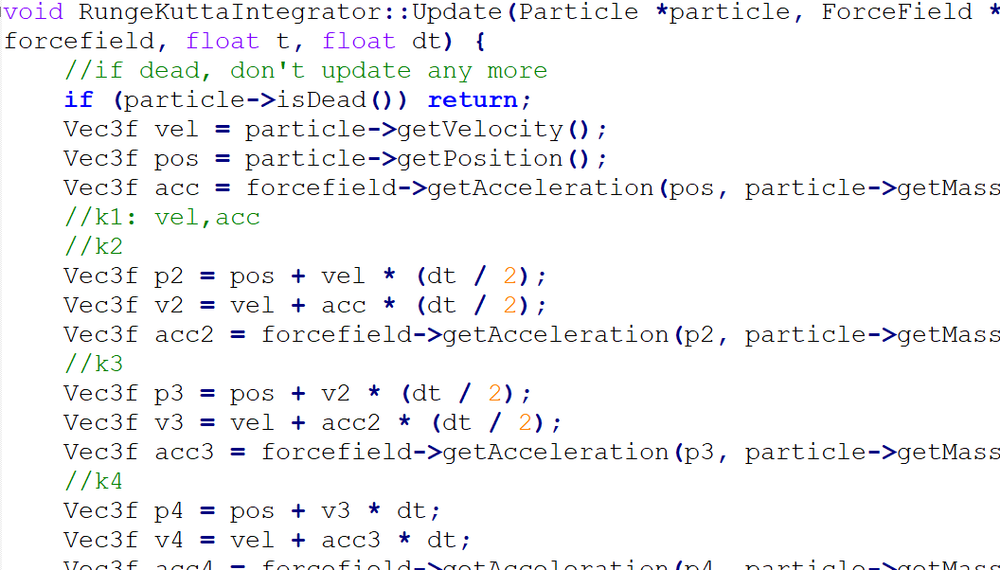 void RungeKuttaIntegrator::Update(Particle *particle, ForceField *
forcefield, float t, float dt) {
//if dead, don't update any more
if (particle->isDead()) return;
Vec3f vel = particle->getVelocity();
Vec3f pos = particle->getPosition();
Vec3f acc = forcefield->getAcceleration(pos, particle->getMass
//k1: vel,acc
//k2
Vec3f p2 = pos + vel * (dt / 2);
Vec3f v2 = vel + acc * (dt / 2);
Vec3f acc2 = forcefield->getAcceleration(p2, particle->getMass
//k3
Vec3f p3 = pos + v2 * (dt / 2);
Vec3f v3 = vel + acc2 * (dt / 2);
Vec3f acc3 = forcefield->getAcceleration(p3, particle->getMass
//k4
Vec3f p4 = pos + v3 * dt;
Vec3f v4 = vel + acc3 * dt;
Vec3f acc4 = forcefield->getAcceleration(p4, particle->getMass